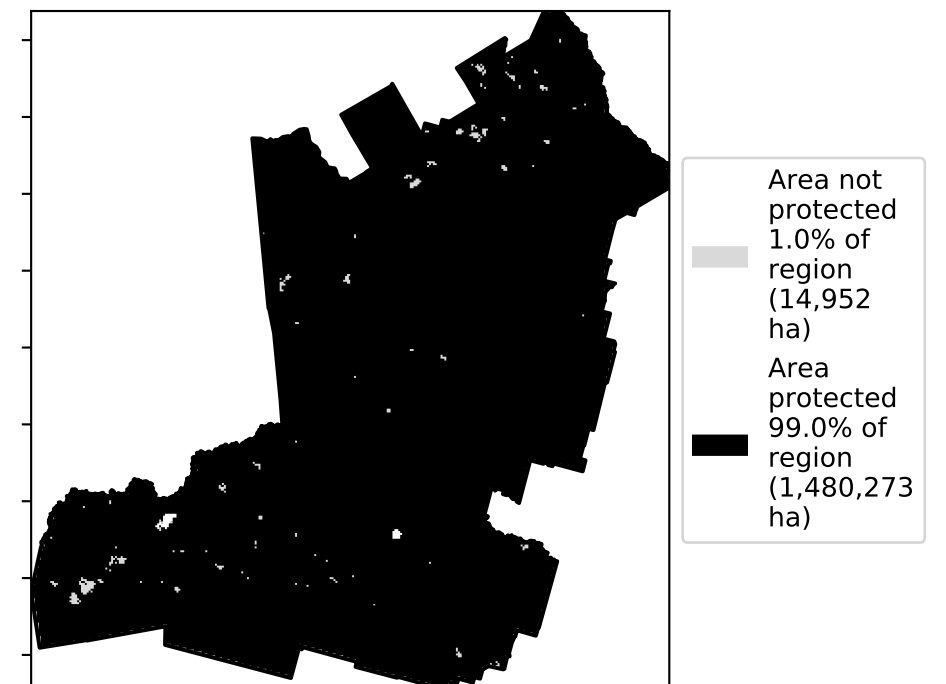 Area not
protected
1.0% of
region
(14,952
ha)
Area
protected
99.0% of
region
(1,480,273
ha)